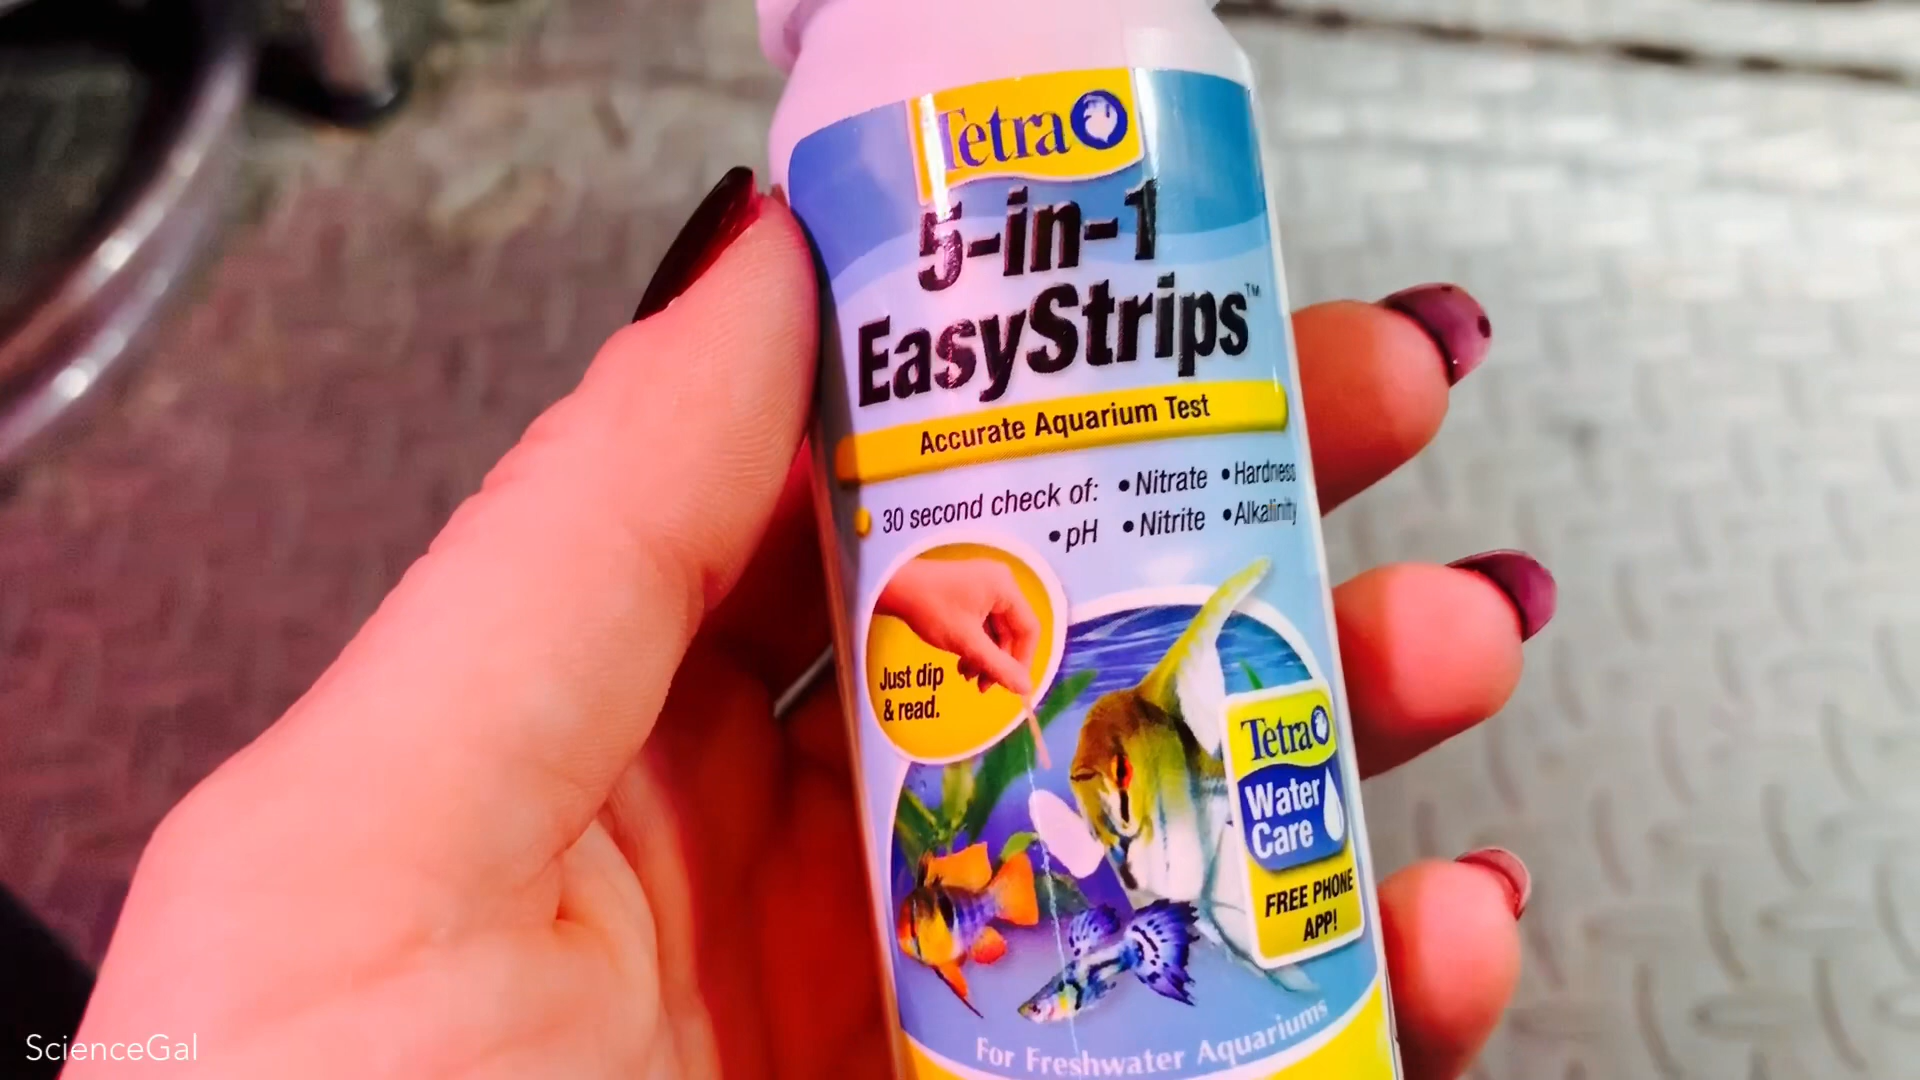 Tetra
5-in-1
EasyStrips™
Accurate Aquarium Test
30 second check of: • Nitrate • Hardness
• pH • Nitrite • Alkalinity
Just dip
& read.
Tetra
Water
Care
FREE PHONE
APP!
For Freshwater Aquariums
ScienceGal